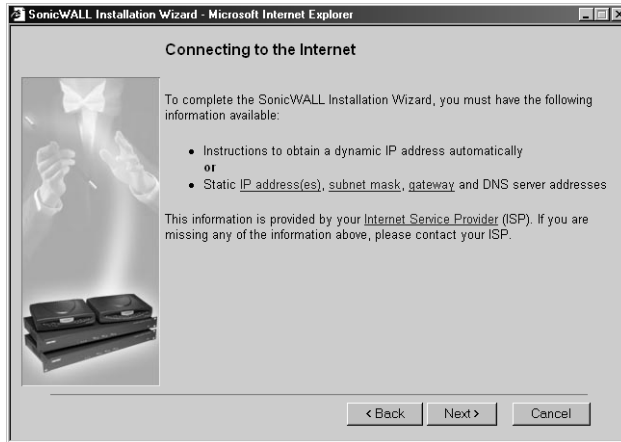 SonicWALL Installation Wizard - Microsoft Internet Explorer
Connecting to the Internet
To complete the SonicWALL Installation Wizard, you must have the following
information available:
• Instructions to obtain a dynamic IP address automatically
or
• Static IP address(es), subnet mask, gateway and DNS server addresses
This information is provided by your Internet Service Provider (ISP). If you are
missing any of the information above, please contact your ISP.
< Back Next > Cancel